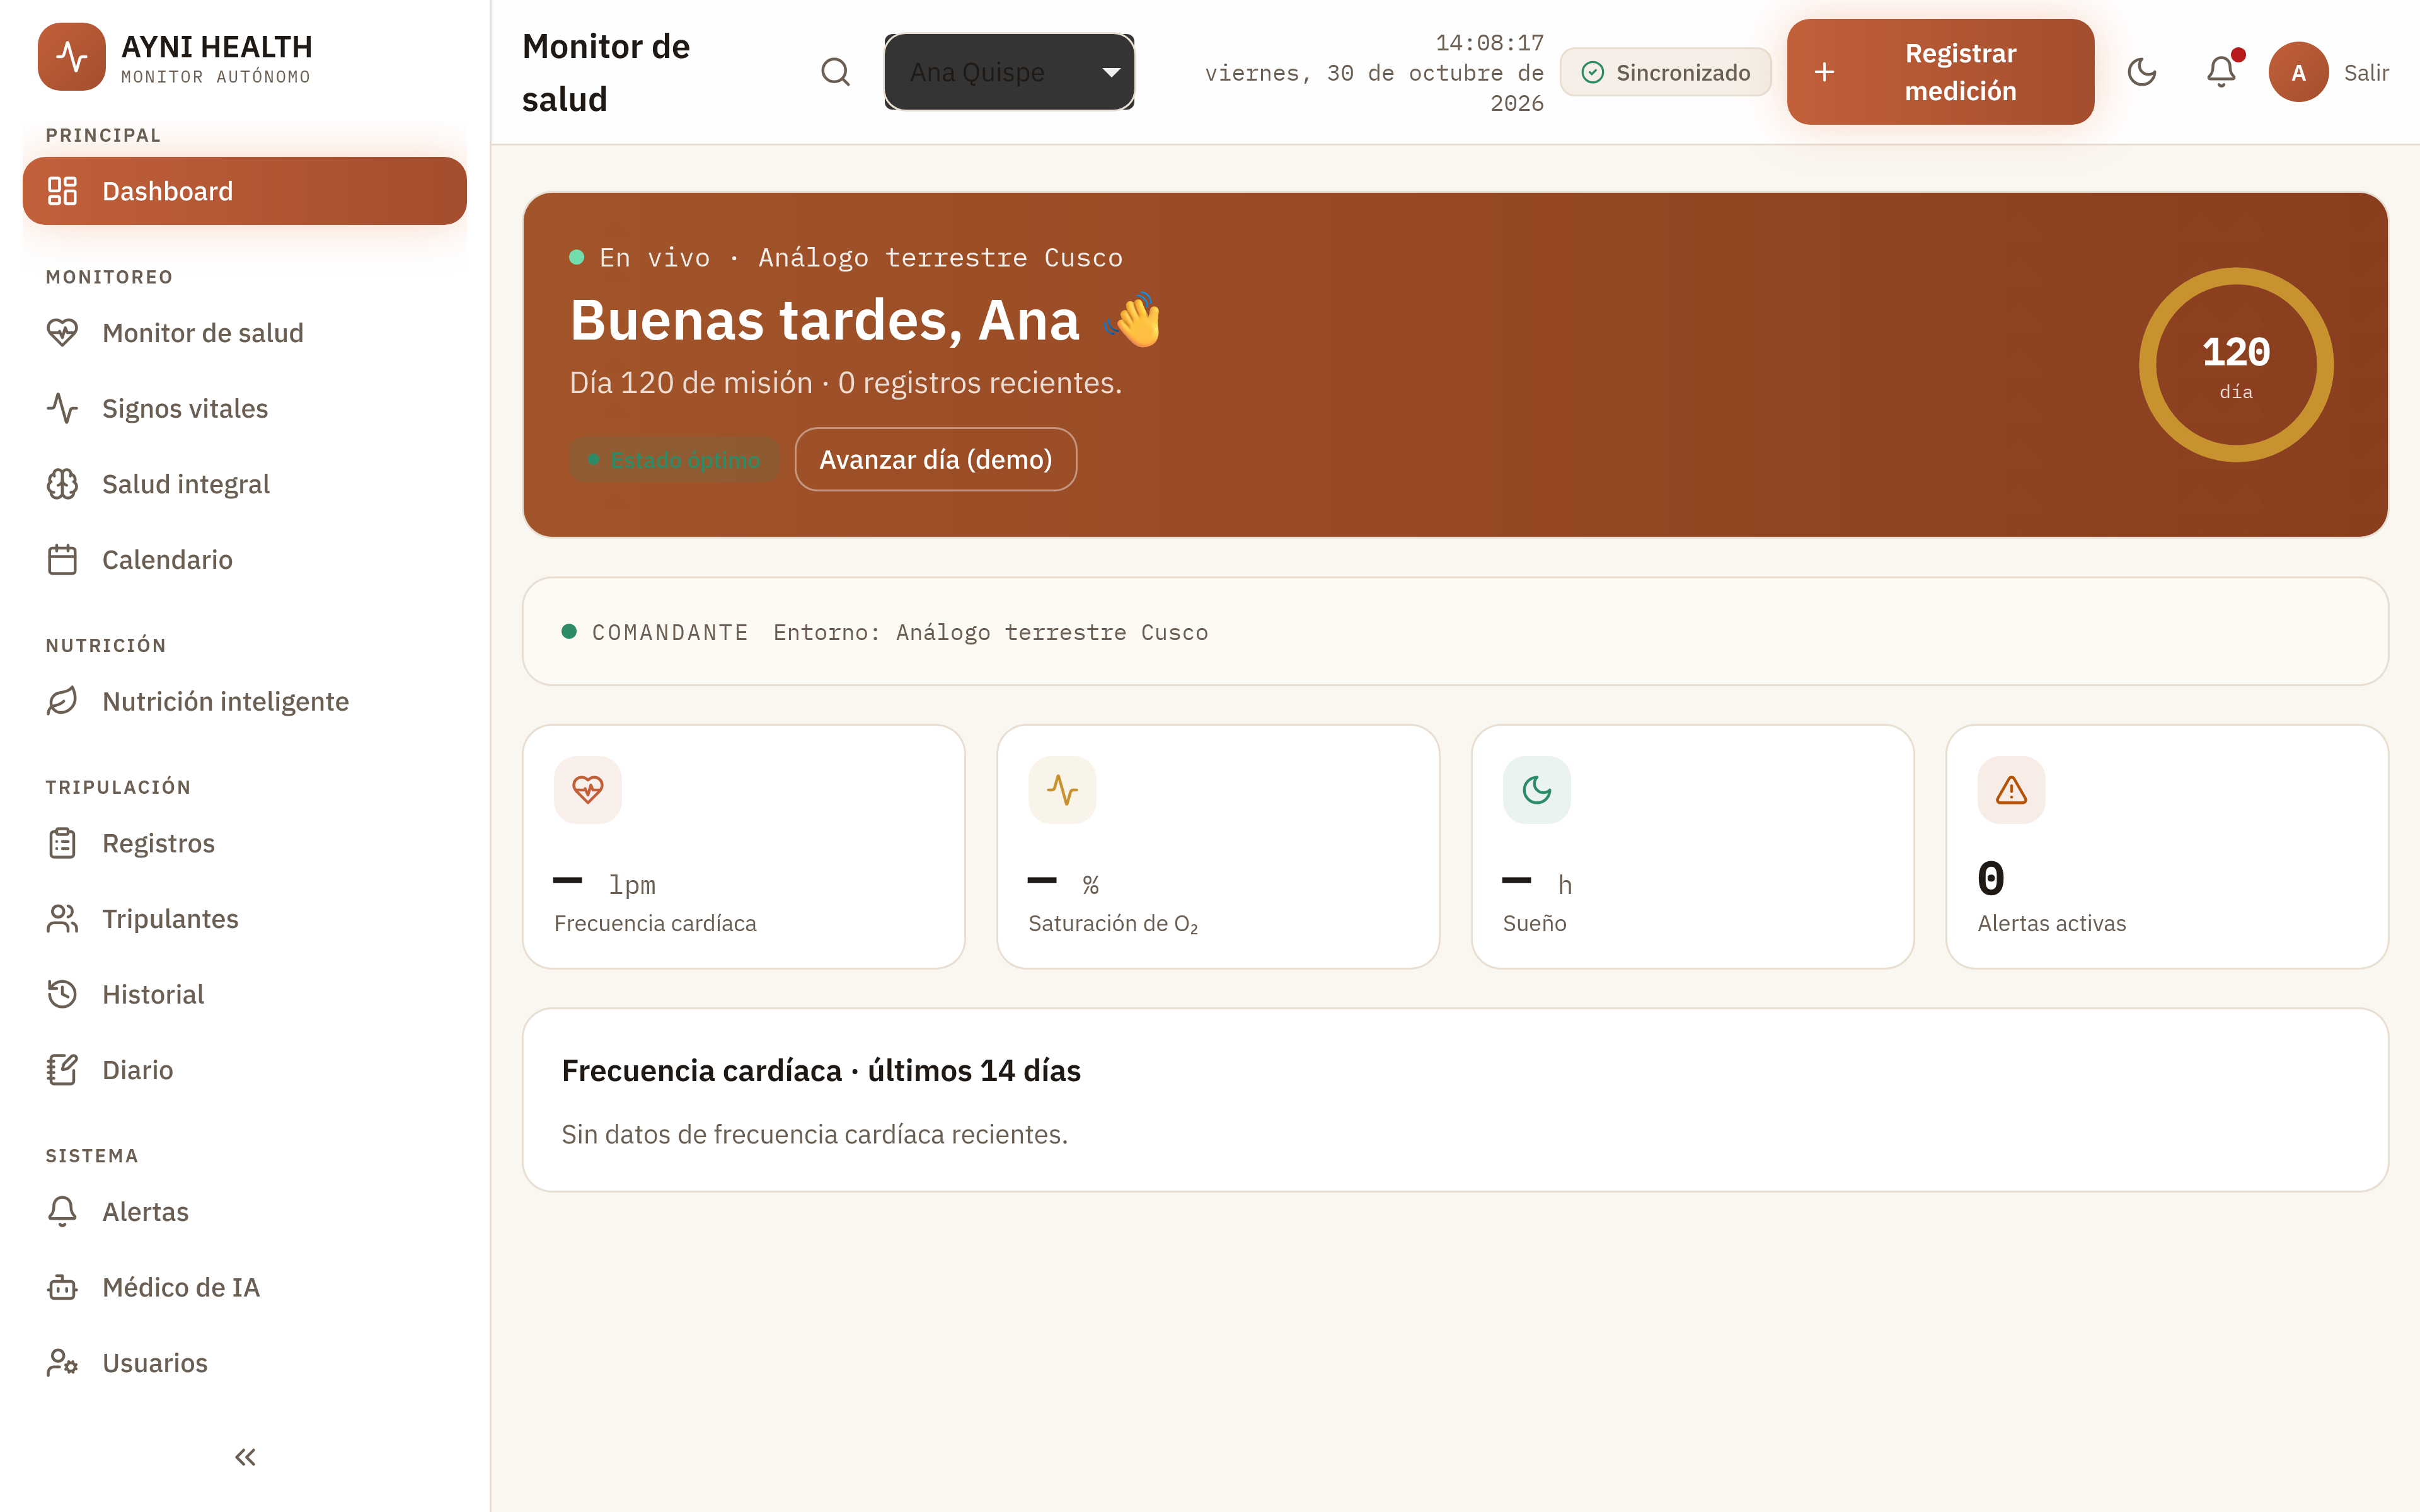 AYNI HEALTH
MONITOR AUTÓNOMO
PRINCIPAL
Dashboard
MONITOREO
Monitor de salud
Signos vitales
Salud integral
Calendario
NUTRICIÓN
Nutrición inteligente
TRIPULACIÓN
Registros
Tripulantes
Historial
Diario
SISTEMA
Alertas
Médico de IA
Usuarios
Monitor de
salud
Ana Quispe
14:08:17
viernes, 30 de octubre de
2026
Sincronizado
Registrar
medición
A
Salir
En vivo · Análogo terrestre Cusco
Buenas tardes, Ana 👋
Día 120 de misión · 0 registros recientes.
Estado óptimo
Avanzar día (demo)
120
día
COMANDANTE Entorno: Análogo terrestre Cusco
— lpm
Frecuencia cardíaca
— %
Saturación de O₂
— h
Sueño
0
Alertas activas
Frecuencia cardíaca · últimos 14 días
Sin datos de frecuencia cardíaca recientes.